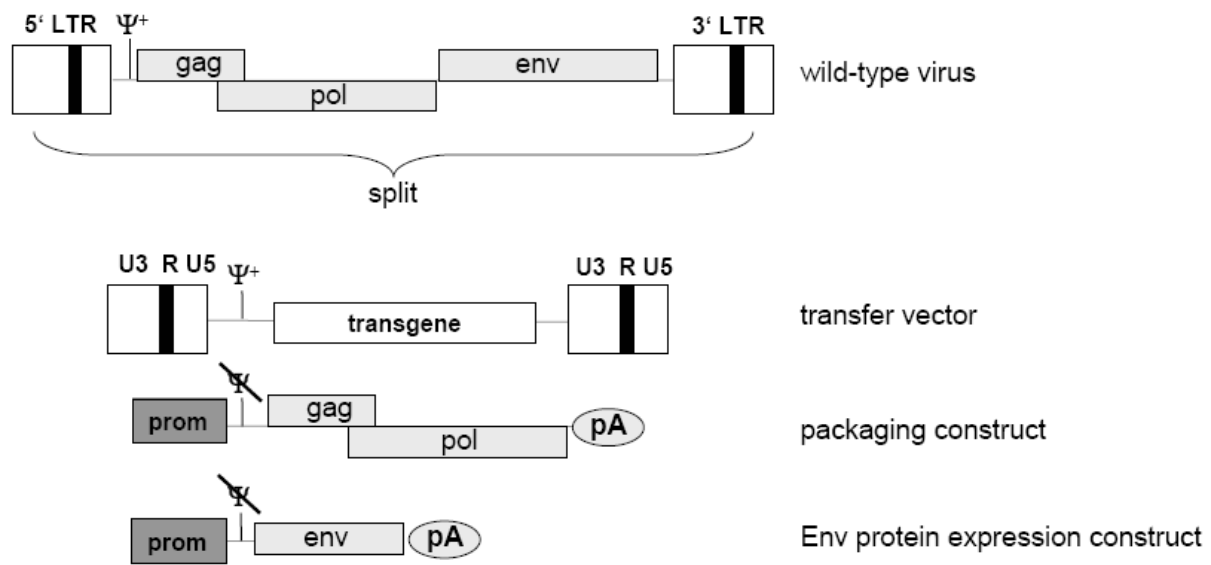 5‘ LTR Ψ+ 3‘ LTR
gag env wild-type virus
pol
split
U3 R U5 Ψ+ U3 R U5
transgene transfer vector
Ψ
prom gag pA packaging construct
pol
Ψ
prom env pA Env protein expression construct